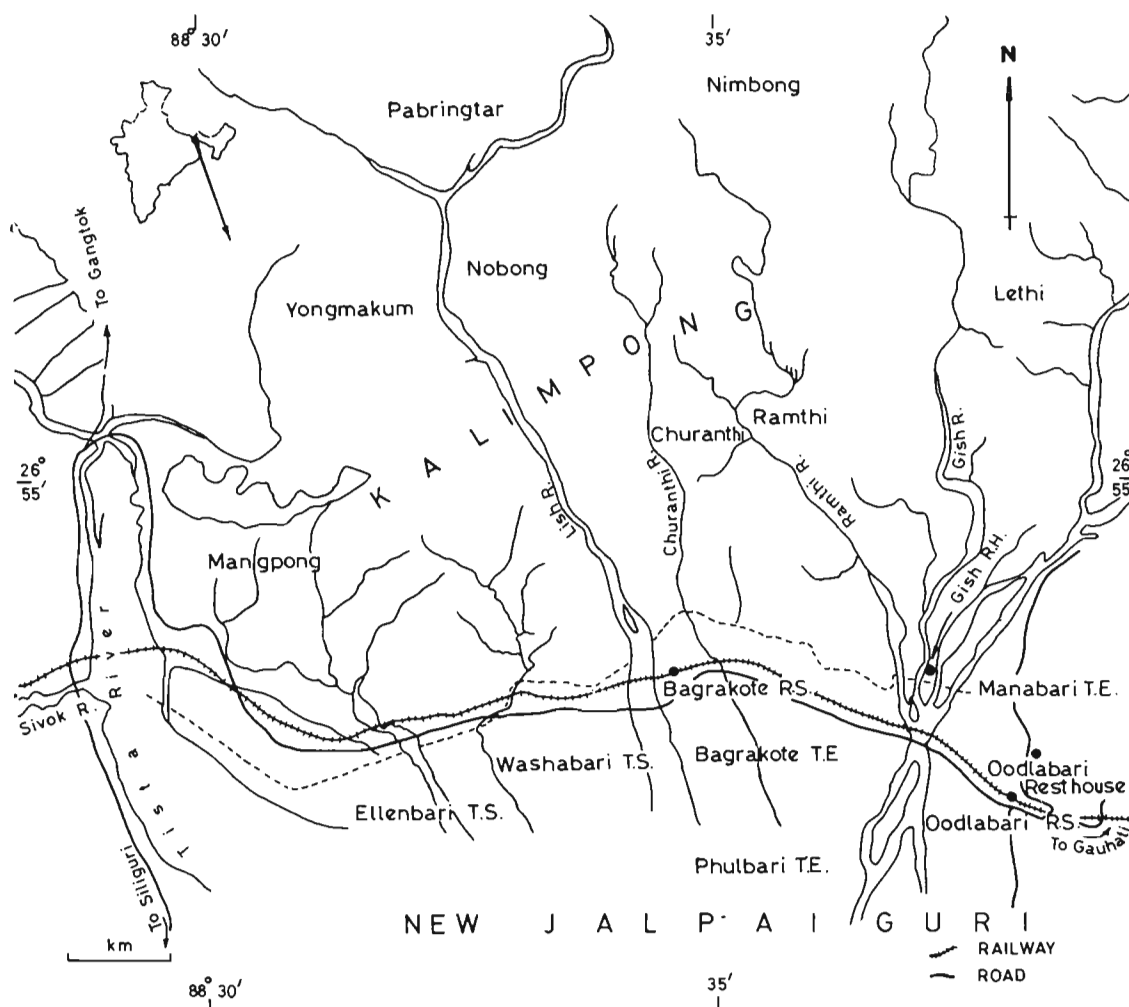 88° 30′
35′
Nimbong
N
Pabringtar
To Gangtok
Nobong
Yongmakum
Lethi
KALIMPONG
Ramthi
Churanthi
Gish R.
26° 55′
26° 55′
Lish R.
Churanthi R.
Ramthi R.
Mangpong
Gish R.H.
Tista River
Sivok R.
Bagrakote R.S.
Manabari T.E.
Washabari T.S.
Bagrakote T.E
Oodlabari
Resthouse
Ellenbari T.S.
Oodlabari R.S.
To Gauhati
Phulbari T.E.
To Siliguri
NEW JALPAIGURI
km
RAILWAY
ROAD
88° 30′
35′